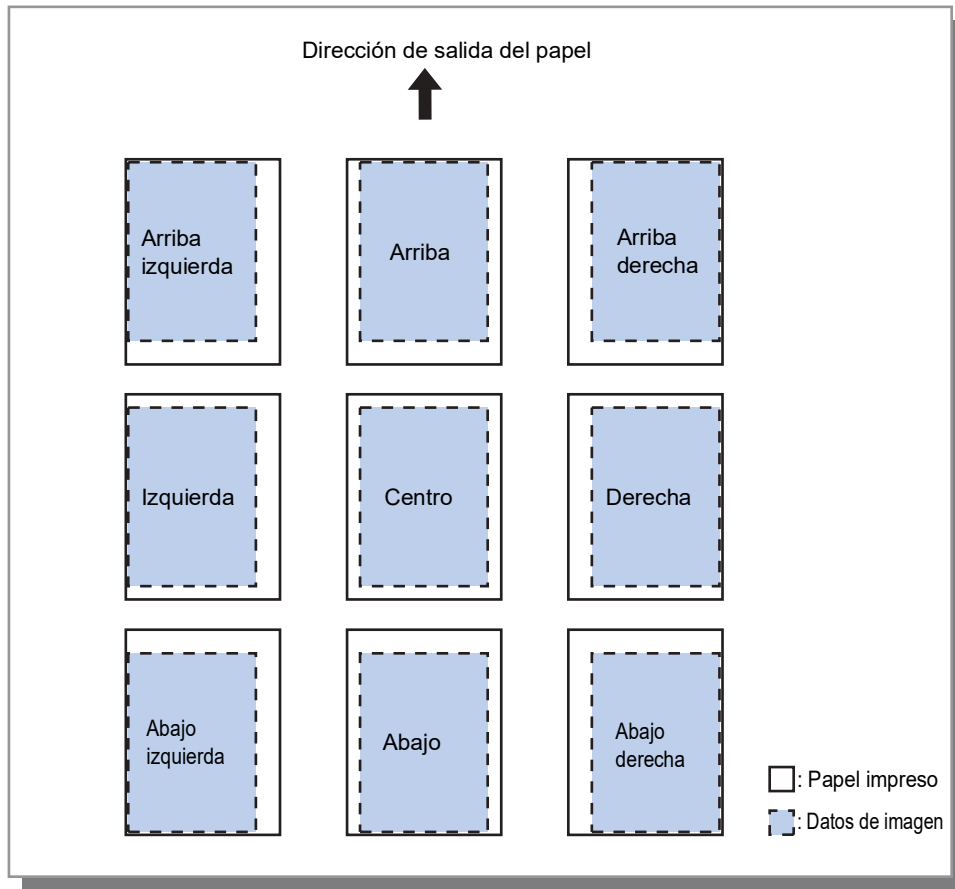 Dirección de salida del papel
Arriba
izquierda
Arriba
Arriba
derecha
Izquierda
Centro
Derecha
Abajo
izquierda
Abajo
Abajo
derecha
: Papel impreso
: Datos de imagen